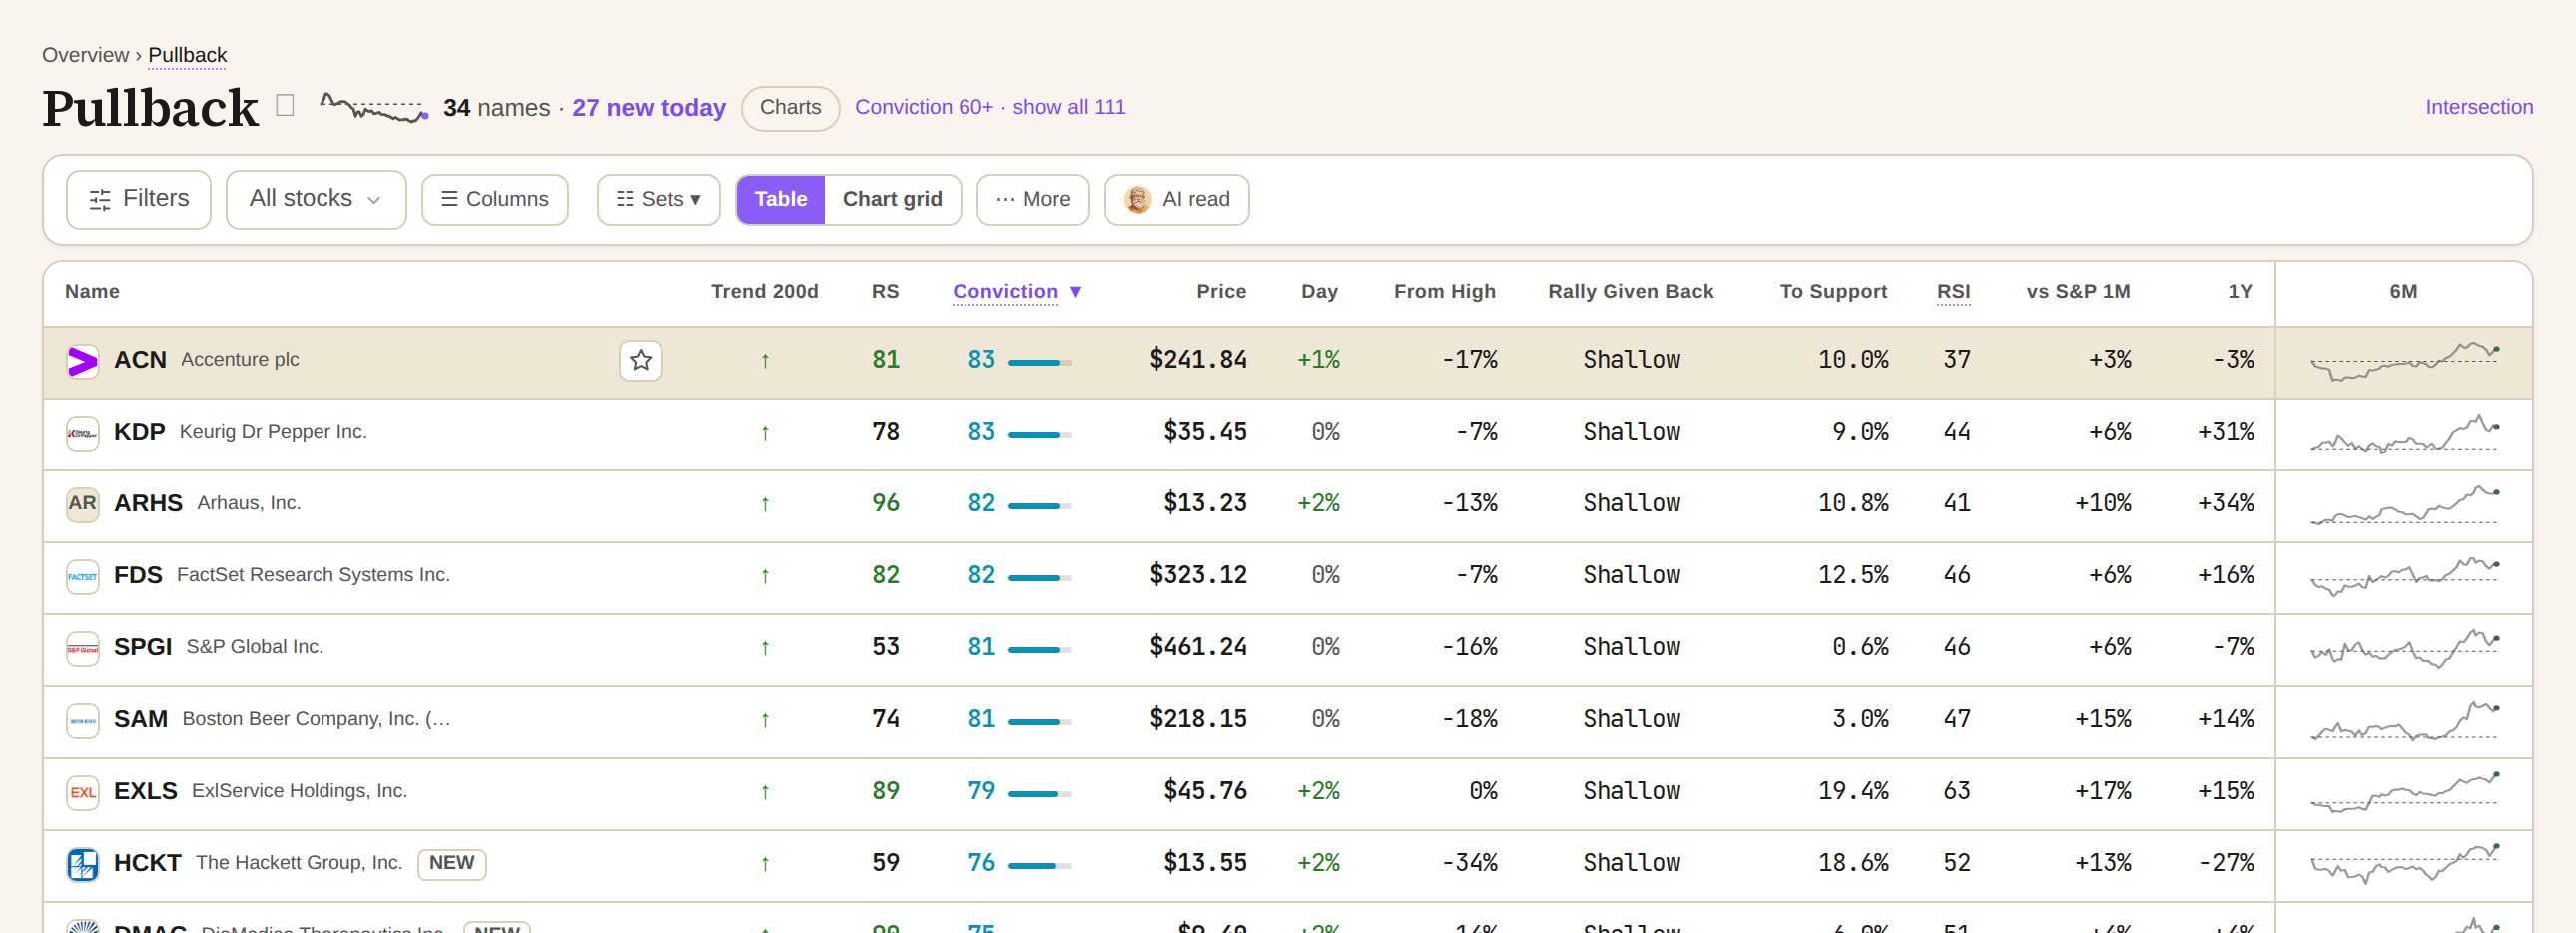 Overview › Pullback
Pullback 34 names · 27 new today Charts Conviction 60+ · show all 111 Intersection
Filters All stocks Columns Sets ▾ Table Chart grid ··· More AI read
Name Trend 200d RS Conviction ▼ Price Day From High Rally Given Back To Support RSI vs S&P 1M 1Y 6M
ACN Accenture plc ↑ 81 83 $241.84 +1% -17% Shallow 10.0% 37 +3% -3%
KDP Keurig Dr Pepper Inc. ↑ 78 83 $35.45 0% -7% Shallow 9.0% 44 +6% +31%
AR ARHS Arhaus, Inc. ↑ 96 82 $13.23 +2% -13% Shallow 10.8% 41 +10% +34%
FACTSET FDS FactSet Research Systems Inc. ↑ 82 82 $323.12 0% -7% Shallow 12.5% 46 +6% +16%
S&P Global SPGI S&P Global Inc. ↑ 53 81 $461.24 0% -16% Shallow 0.6% 46 +6% -7%
SAM Boston Beer Company, Inc. (... ↑ 74 81 $218.15 0% -18% Shallow 3.0% 47 +15% +14%
EXL EXLS ExlService Holdings, Inc. ↑ 89 79 $45.76 +2% 0% Shallow 19.4% 63 +17% +15%
HCKT The Hackett Group, Inc. NEW ↑ 59 76 $13.55 +2% -34% Shallow 18.6% 52 +13% -27%
NEW 75 Shallow